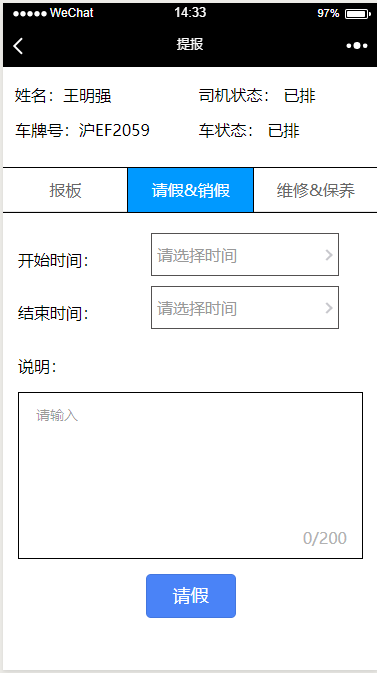 WeChat 14:33 97%
提报
姓名：王明强 司机状态： 已排
车牌号：沪EF2059 车状态： 已排
报板 请假&销假 维修&保养
开始时间： 请选择时间
结束时间： 请选择时间
说明：
请输入
0/200
请假